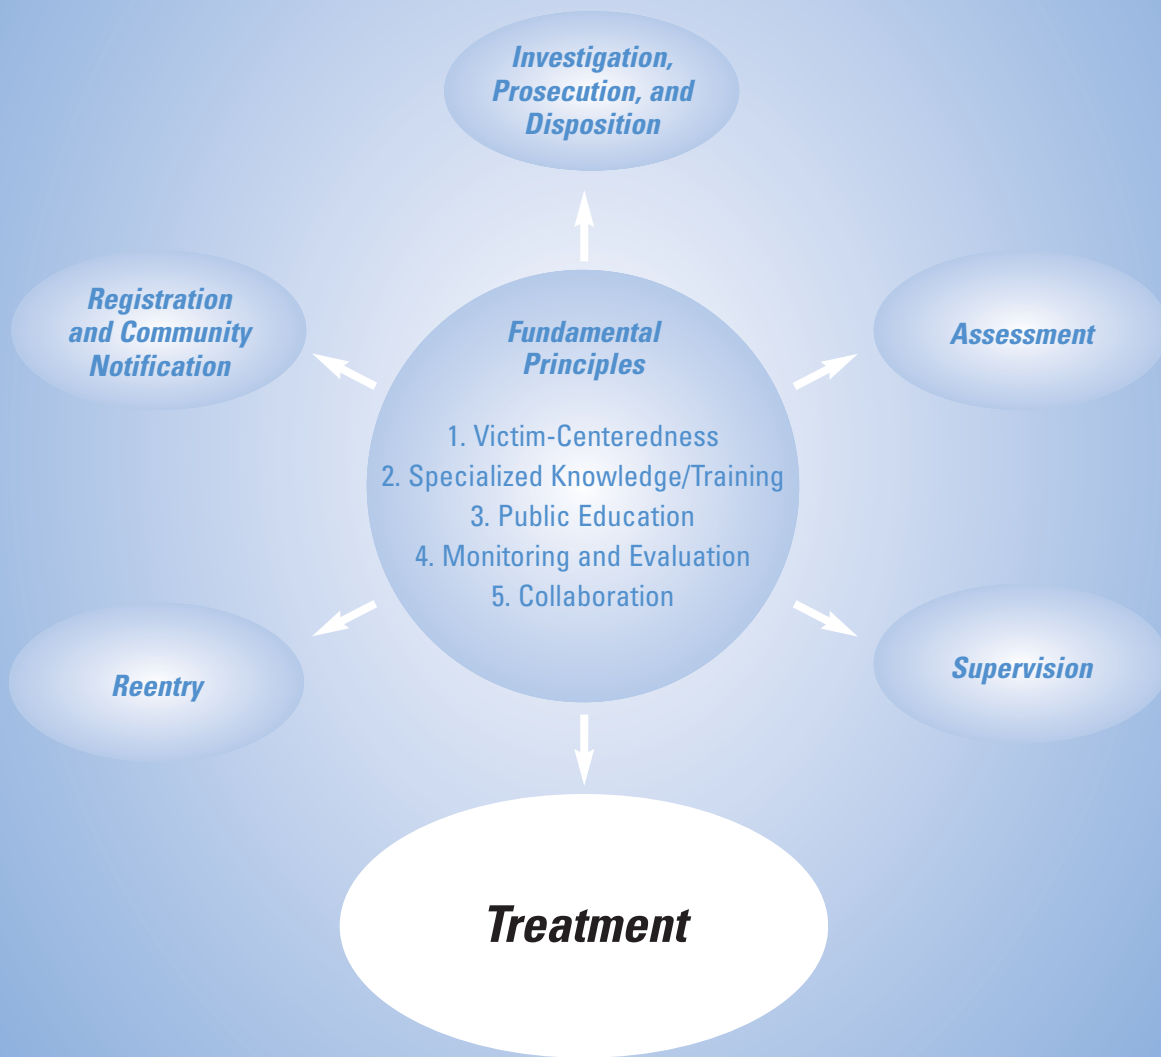 Investigation,
Prosecution, and
Disposition
Registration
and Community
Notification
Fundamental
Principles
Assessment
1. Victim-Centeredness
2. Specialized Knowledge/Training
3. Public Education
4. Monitoring and Evaluation
5. Collaboration
Reentry
Supervision
Treatment